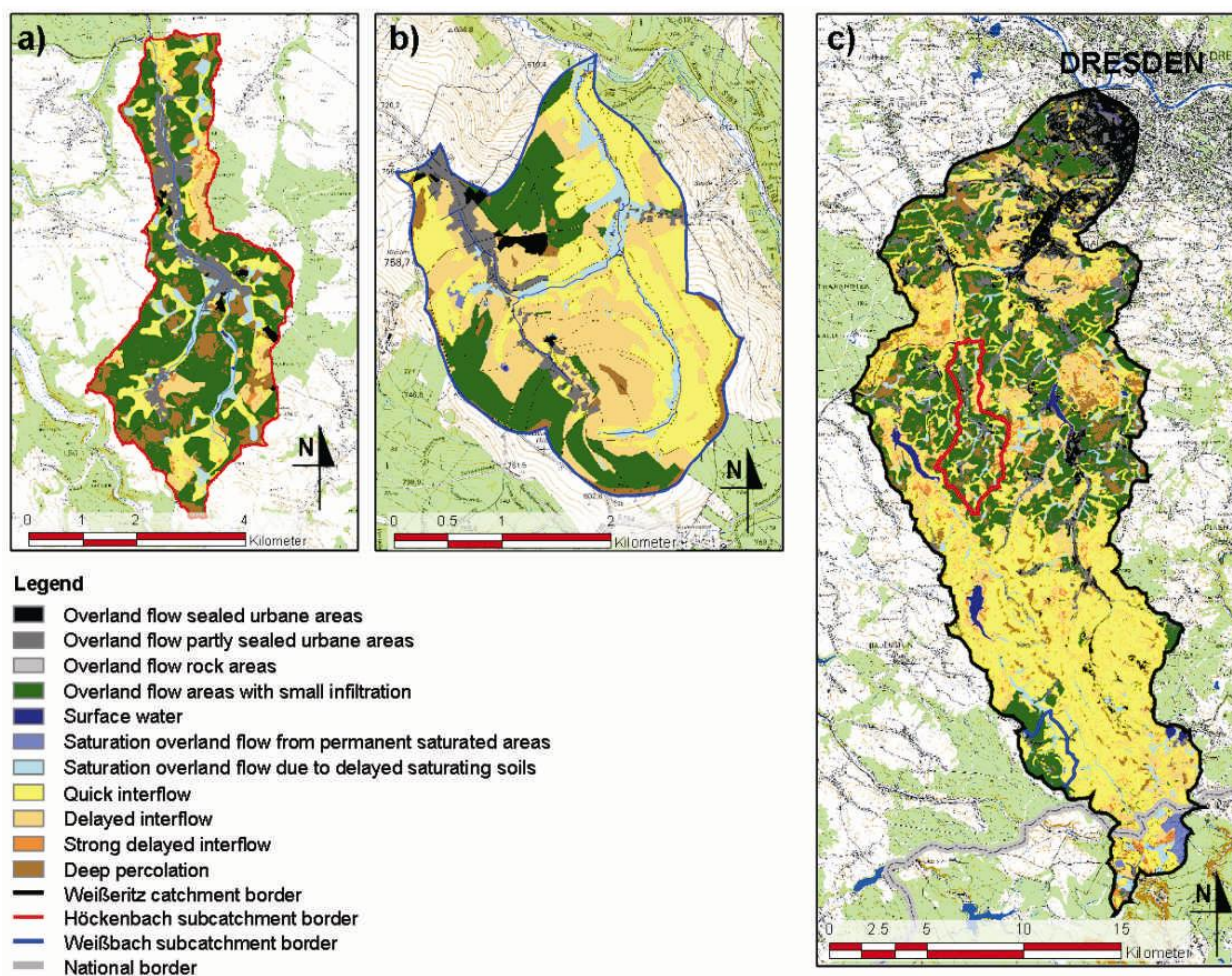 a)
b)
c)
DRESDEN
N
0 2 4
Kilometer
N
0 0.5 1 2
Kilometer
758,7
Legend
Overland flow sealed urbane areas
Overland flow partly sealed urbane areas
Overland flow rock areas
Overland flow areas with small infiltration
Surface water
Saturation overland flow from permanent saturated areas
Saturation overland flow due to delayed saturating soils
Quick interflow
Delayed interflow
Strong delayed interflow
Deep percolation
Weißeritz catchment border
Höckenbach subcatchment border
Weißbach subcatchment border
National border
N
0 2.5 5 10 15
Kilometer